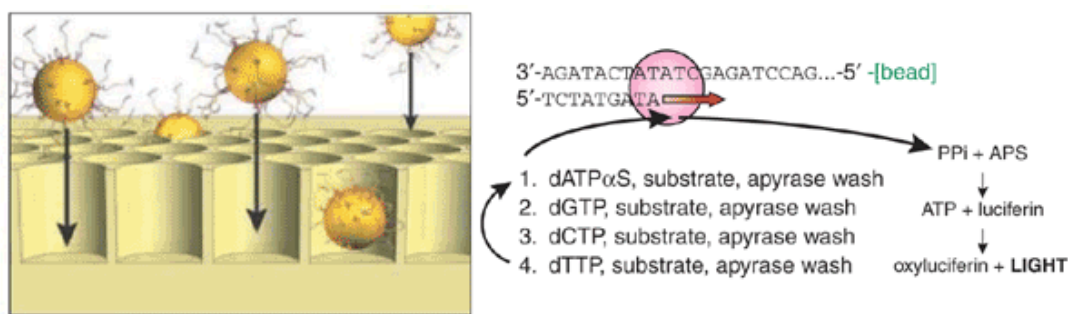 3′-AGATACTATATCGAGATCCAG...-5′ -[bead]
5′-TCTATGATA
PPi + APS
1. dATPαS, substrate, apyrase wash
2. dGTP, substrate, apyrase wash
ATP + luciferin
3. dCTP, substrate, apyrase wash
4. dTTP, substrate, apyrase wash
oxyluciferin + LIGHT